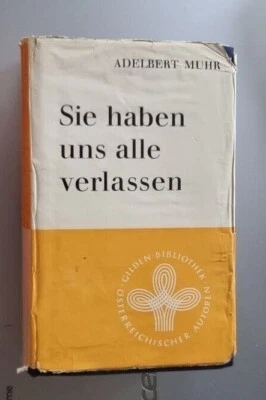 ADELBERT MUHR
Sie haben
uns alle
verlassen
GILDEN-BIBLIOTHEK
ÖSTERREICHISCHER AUTOREN